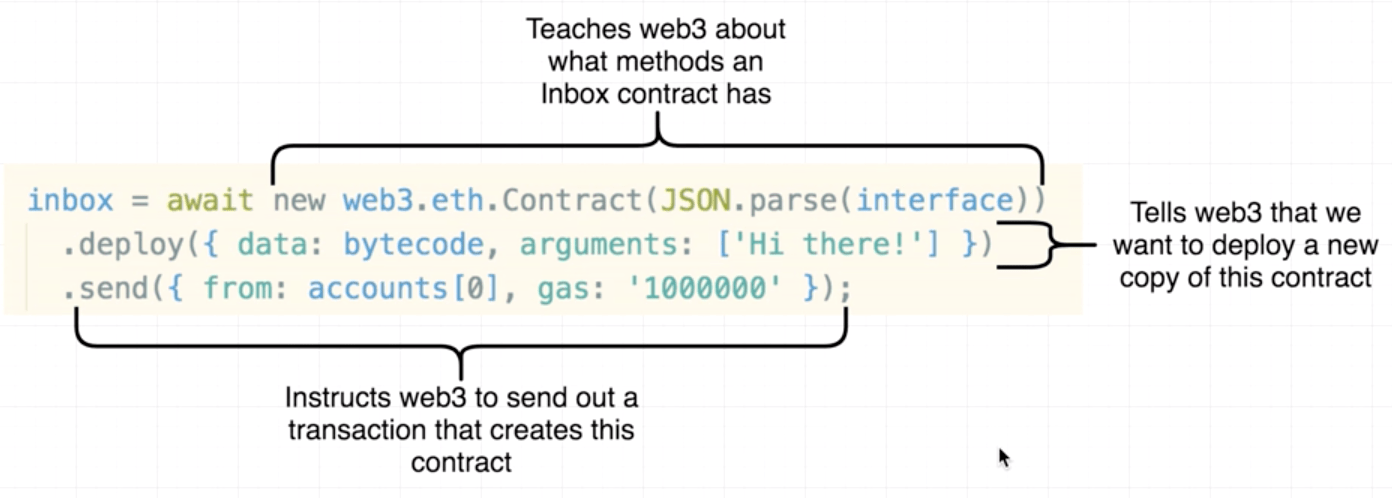 Teaches web3 about
what methods an
Inbox contract has
inbox = await new web3.eth.Contract(JSON.parse(interface))
.deploy({ data: bytecode, arguments: ['Hi there!'] })
.send({ from: accounts[0], gas: '1000000' });
Tells web3 that we
want to deploy a new
copy of this contract
Instructs web3 to send out a
transaction that creates this
contract